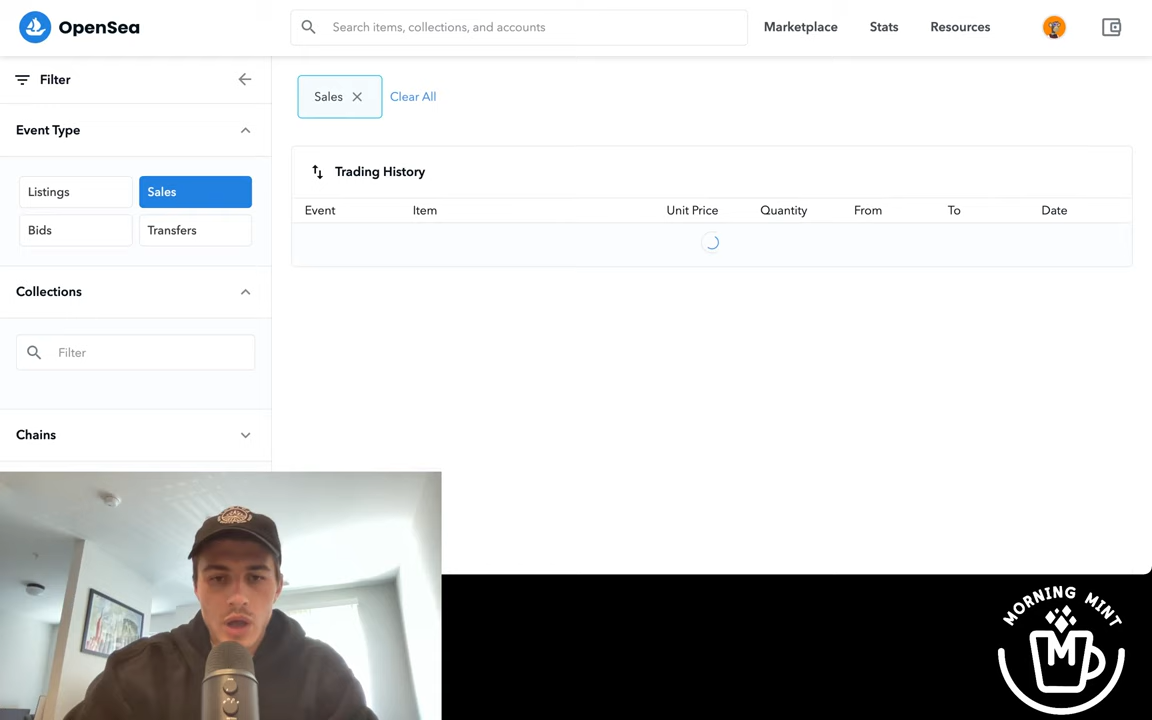 OpenSea
Search items, collections, and accounts
Marketplace
Stats
Resources
Filter
Event Type
Listings
Sales
Bids
Transfers
Collections
Filter
Chains
Sales
Clear All
Trading History
Event
Item
Unit Price
Quantity
From
To
Date
MORNING MINT
M